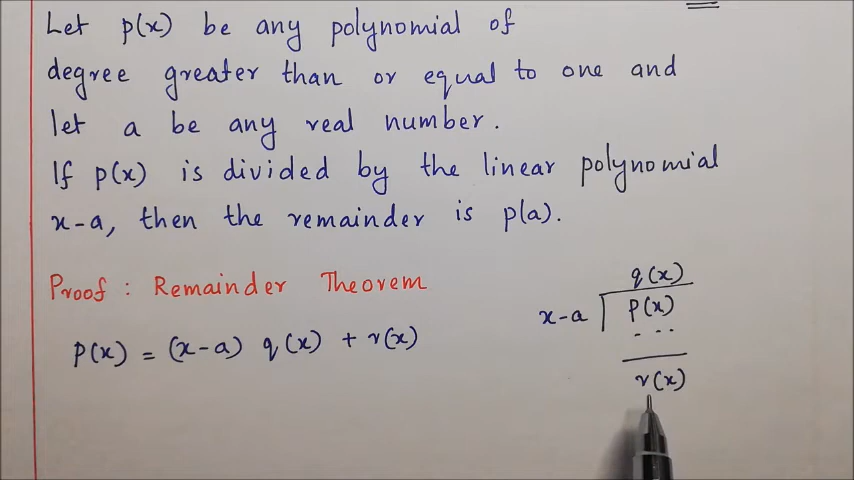 Let p(x) be any polynomial of
degree greater than or equal to one and
let a be any real number.
If p(x) is divided by the linear polynomial
x-a, then the remainder is p(a).
Proof : Remainder Theorem
p(x) = (x-a) q(x) + r(x)
q(x)
x-a p(x)
- ...
r(x)